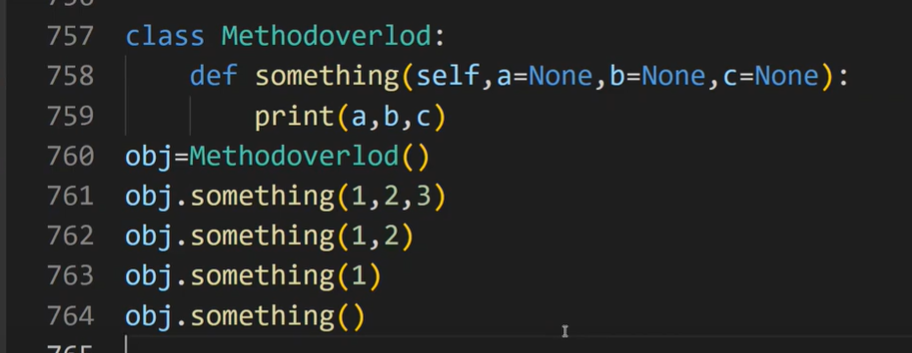 757 class Methodoverlod:
758     def something(self,a=None,b=None,c=None):
759         print(a,b,c)
760 obj=Methodoverlod()
761 obj.something(1,2,3)
762 obj.something(1,2)
763 obj.something(1)
764 obj.something()